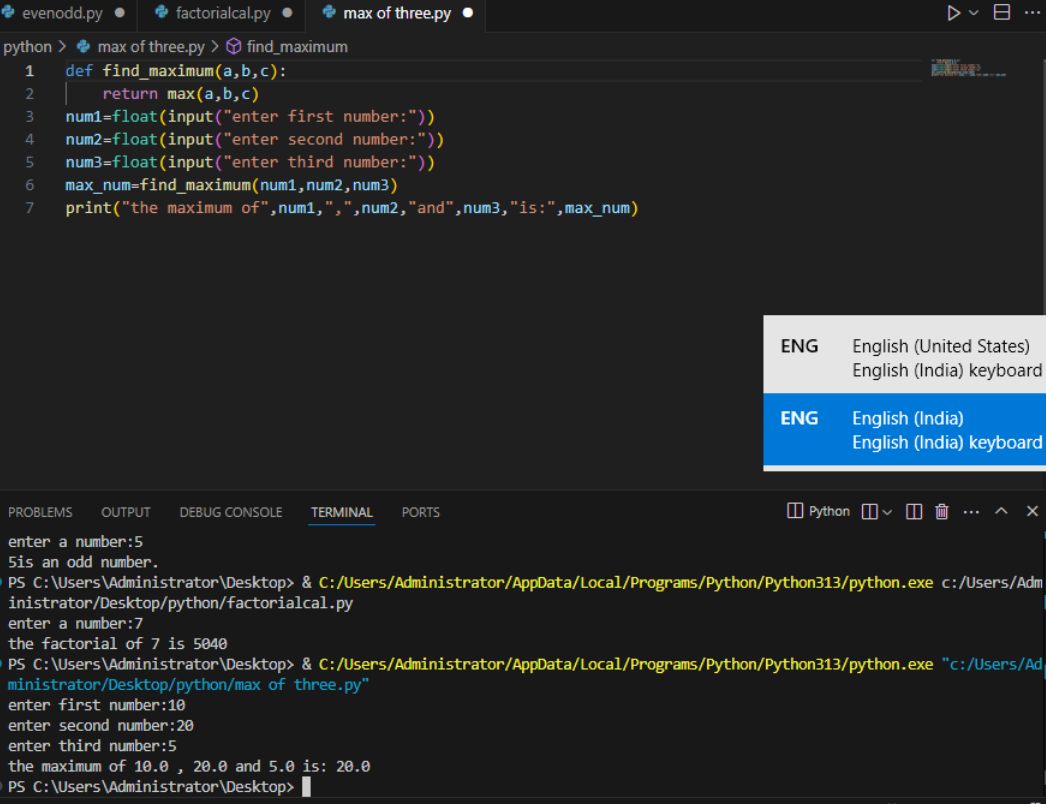 evenodd.py
factorialcal.py
max of three.py
python > max of three.py > find_maximum
1 def find_maximum(a,b,c):
2     return max(a,b,c)
3 num1=float(input("enter first number:"))
4 num2=float(input("enter second number:"))
5 num3=float(input("enter third number:"))
6 max_num=find_maximum(num1,num2,num3)
7 print("the maximum of",num1,",",num2,"and",num3,"is:",max_num)
ENG English (United States)
English (India) keyboard
ENG English (India)
English (India) keyboard
PROBLEMS OUTPUT DEBUG CONSOLE TERMINAL PORTS Python
enter a number:5
5is an odd number.
PS C:\Users\Administrator\Desktop> & C:/Users/Administrator/AppData/Local/Programs/Python/Python313/python.exe c:/Users/Adm
inistrator/Desktop/python/factorialcal.py
enter a number:7
the factorial of 7 is 5040
PS C:\Users\Administrator\Desktop> & C:/Users/Administrator/AppData/Local/Programs/Python/Python313/python.exe "c:/Users/Ad
ministrator/Desktop/python/max of three.py"
enter first number:10
enter second number:20
enter third number:5
the maximum of 10.0 , 20.0 and 5.0 is: 20.0
PS C:\Users\Administrator\Desktop>